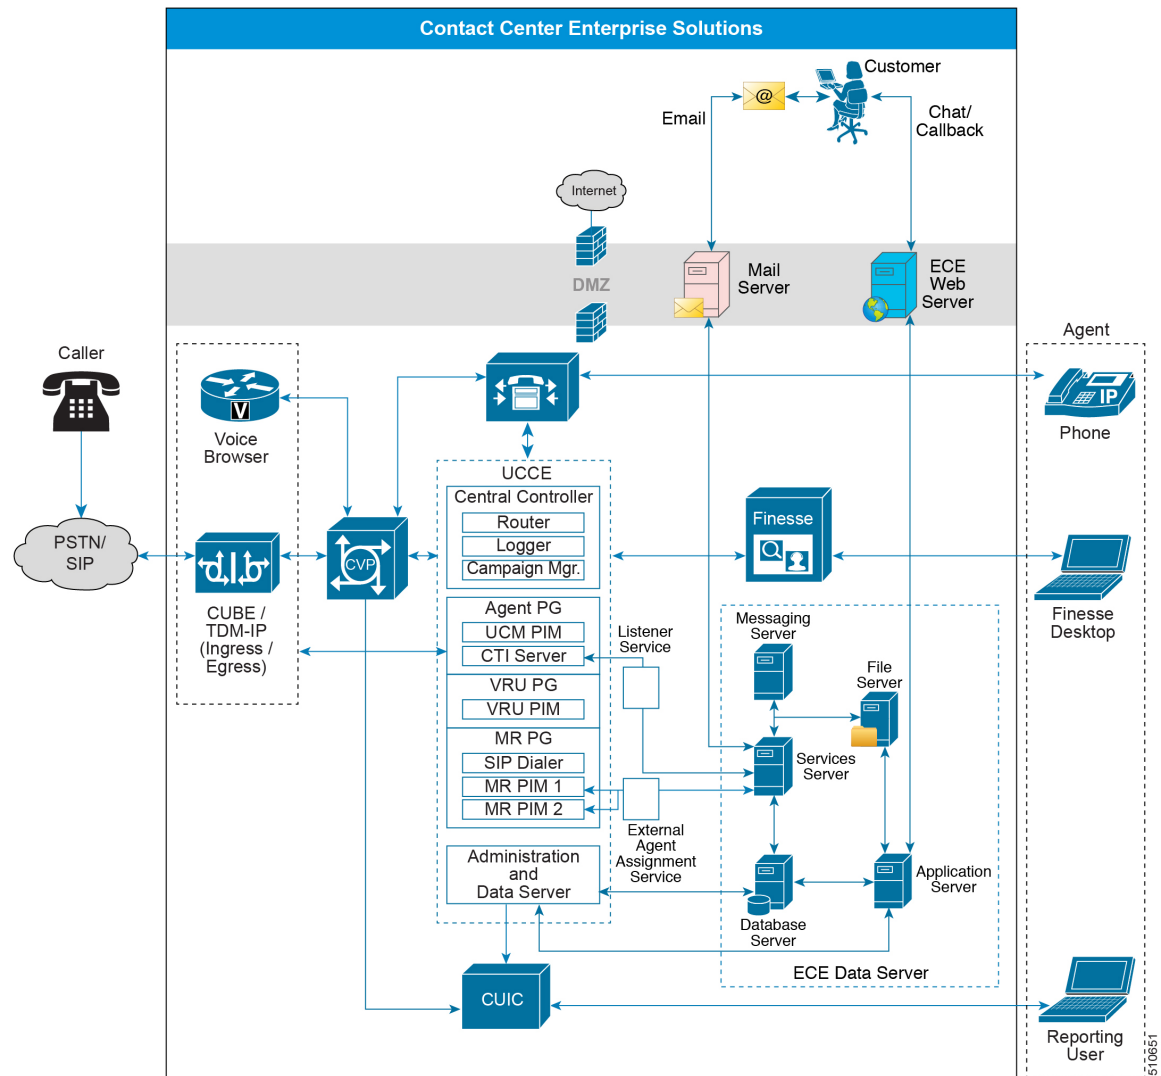 Contact Center Enterprise Solutions
Customer
@
Email
Chat/
Callback
Internet
DMZ
Mail
Server
ECE
Web
Server
Caller
Agent
V
Voice
Browser
IP
Phone
UCCE
Central Controller
Router
Logger
Campaign Mgr.
Finesse
PSTN/
SIP
CVP
CUBE /
TDM-IP
(Ingress /
Egress)
Finesse
Desktop
Agent PG
UCM PIM
CTI Server
VRU PG
VRU PIM
MR PG
SIP Dialer
MR PIM 1
MR PIM 2
Listener
Service
Messaging
Server
File
Server
Services
Server
External
Agent
Assignment
Service
Administration
and
Data Server
Application
Server
Database
Server
ECE Data Server
CUIC
Reporting
User
510651